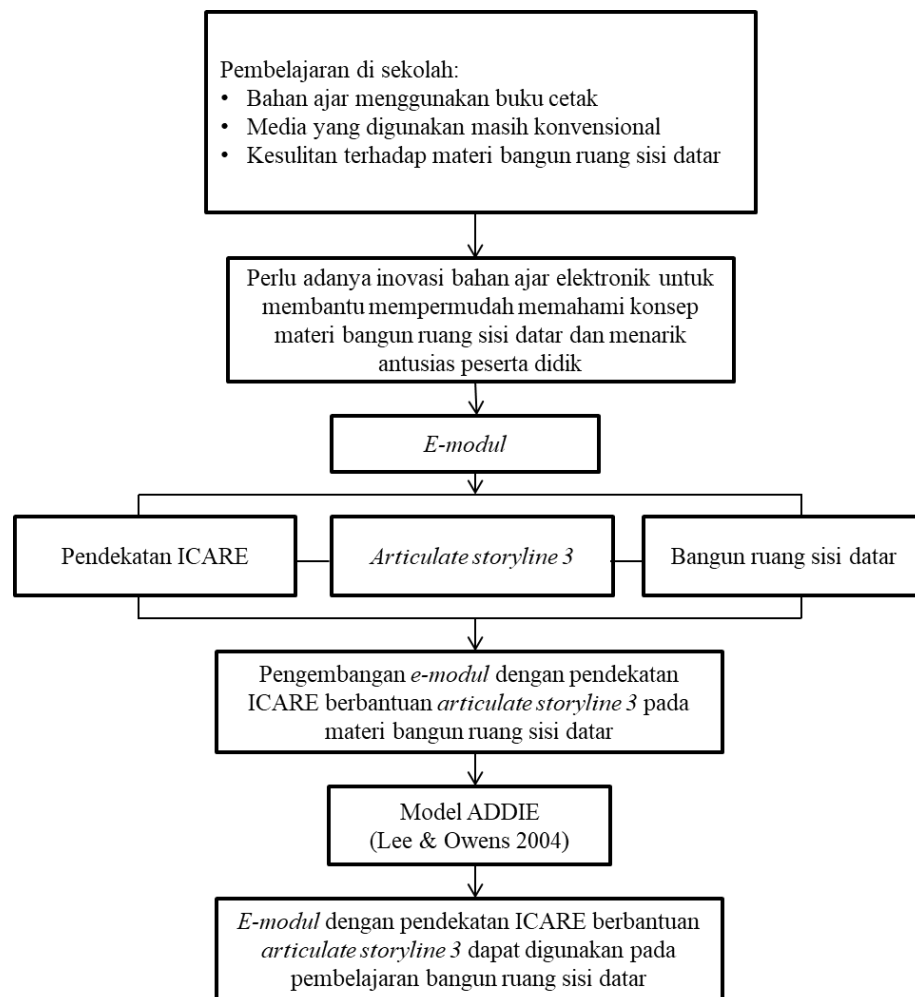 Pembelajaran di sekolah:
• Bahan ajar menggunakan buku cetak
• Media yang digunakan masih konvensional
• Kesulitan terhadap materi bangun ruang sisi datar
Perlu adanya inovasi bahan ajar elektronik untuk
membantu mempermudah memahami konsep
materi bangun ruang sisi datar dan menarik
antusias peserta didik
E-modul
Pendekatan ICARE
Articulate storyline 3
Bangun ruang sisi datar
Pengembangan e-modul dengan pendekatan
ICARE berbantuan articulate storyline 3 pada
materi bangun ruang sisi datar
Model ADDIE
(Lee & Owens 2004)
E-modul dengan pendekatan ICARE berbantuan
articulate storyline 3 dapat digunakan pada
pembelajaran bangun ruang sisi datar